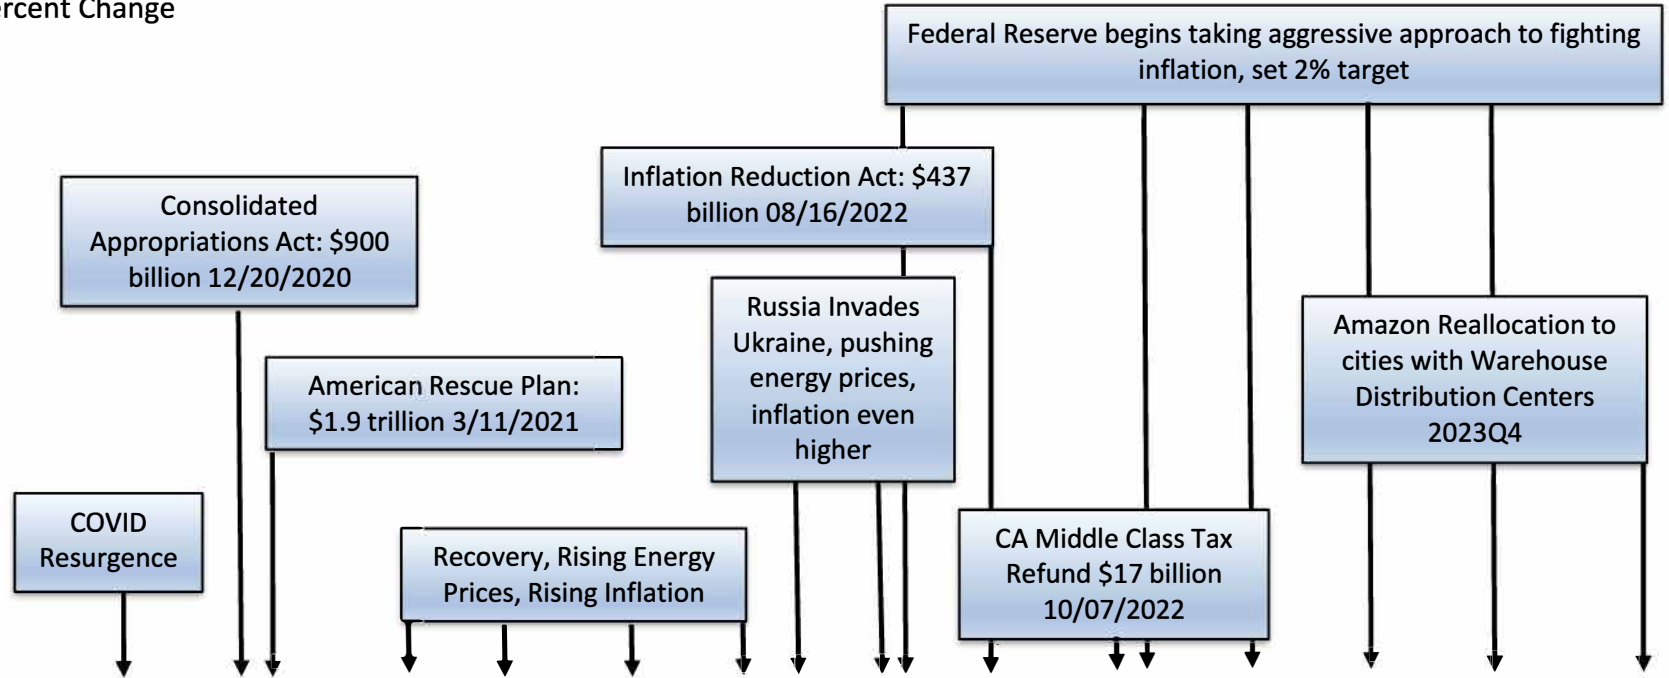 Change
Federal Reserve begins taking aggressive approach to fighting
inflation, set 2% target
Inflation Reduction Act: $437
billion 08/16/2022
Consolidated
Appropriations Act: $900
billion 12/20/2020
Russia Invades
Ukraine, pushing
energy prices,
inflation even
higher
Amazon Reallocation to
cities with Warehouse
Distribution Centers
2023Q4
American Rescue Plan:
$1.9 trillion 3/11/2021
COVID
Resurgence
Recovery, Rising Energy
Prices, Rising Inflation
CA Middle Class Tax
Refund $17 billion
10/07/2022